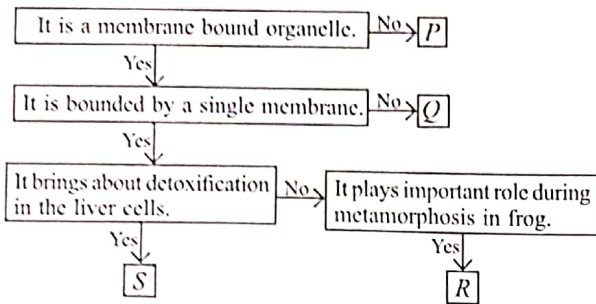 It is a membrane bound organelle.
No
P
Yes
It is bounded by a single membrane.
No
Q
Yes
It brings about detoxification
in the liver cells.
No
It plays important role during
metamorphosis in frog.
Yes
S
Yes
R